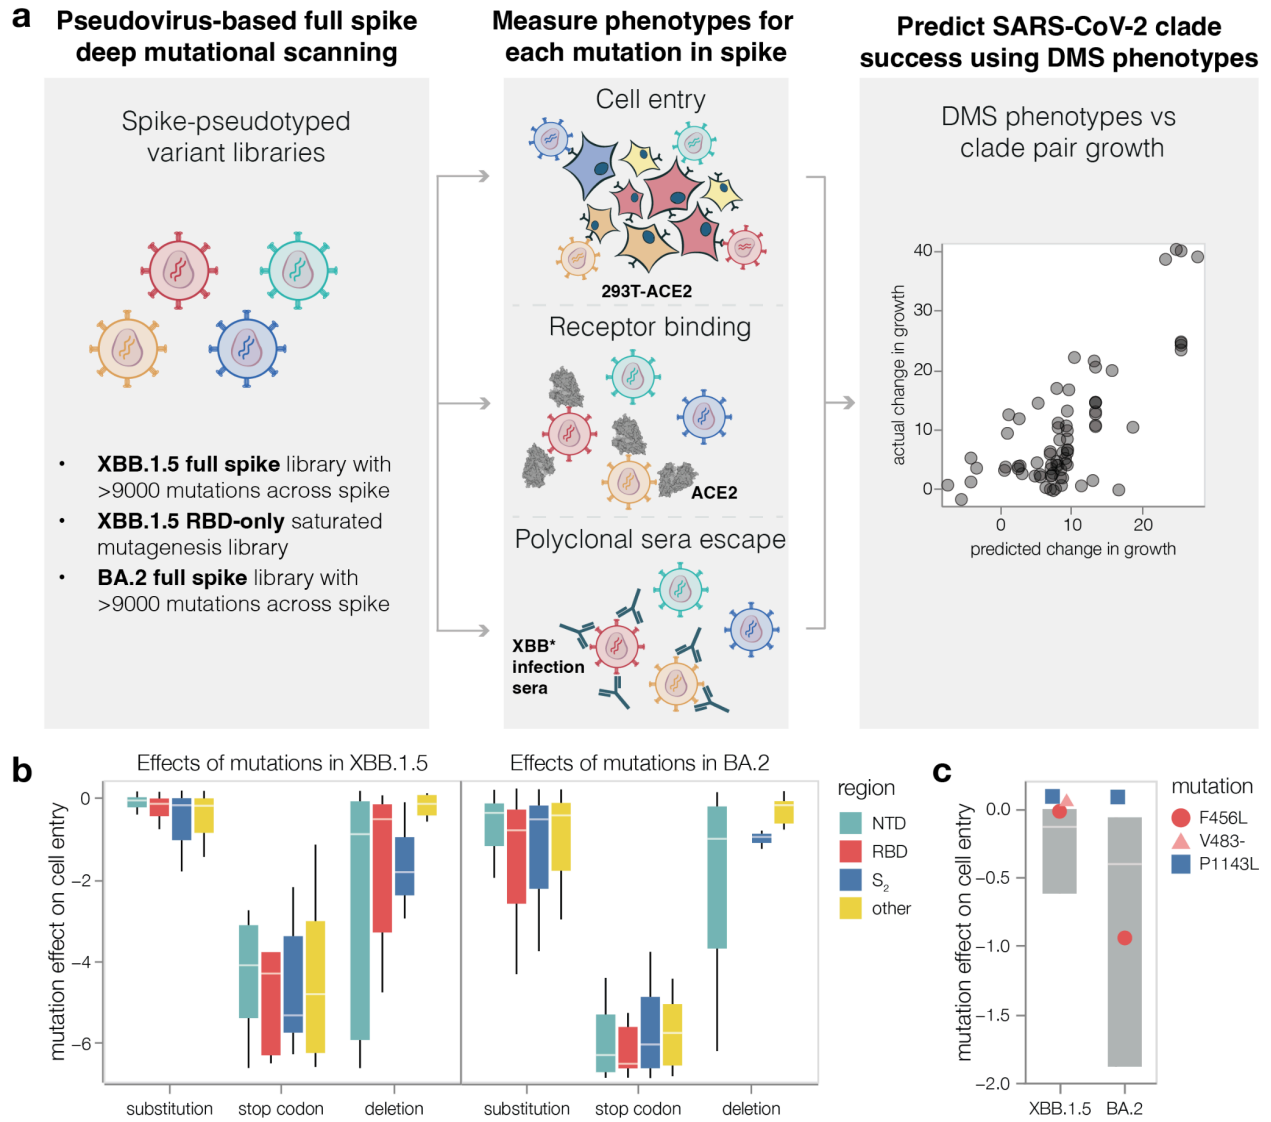 a
Pseudovirus-based full spike
deep mutational scanning
Measure phenotypes for
each mutation in spike
Predict SARS-CoV-2 clade
success using DMS phenotypes
Spike-pseudotyped
variant libraries
• XBB.1.5 full spike library with
>9000 mutations across spike
• XBB.1.5 RBD-only saturated
mutagenesis library
• BA.2 full spike library with
>9000 mutations across spike
Cell entry
293T-ACE2
Receptor binding
ACE2
Polyclonal sera escape
XBB*
infection
sera
DMS phenotypes vs
clade pair growth
actual change in growth
40
30
20
10
0
0 10 20
predicted change in growth
b
Effects of mutations in XBB.1.5
Effects of mutations in BA.2
mutation effect on cell entry
0
−2
−4
−6
substitution stop codon deletion
substitution stop codon deletion
region
NTD
RBD
S2
other
c
mutation effect on cell entry
0.0
−0.5
−1.0
−1.5
−2.0
XBB.1.5 BA.2
mutation
F456L
V483-
P1143L